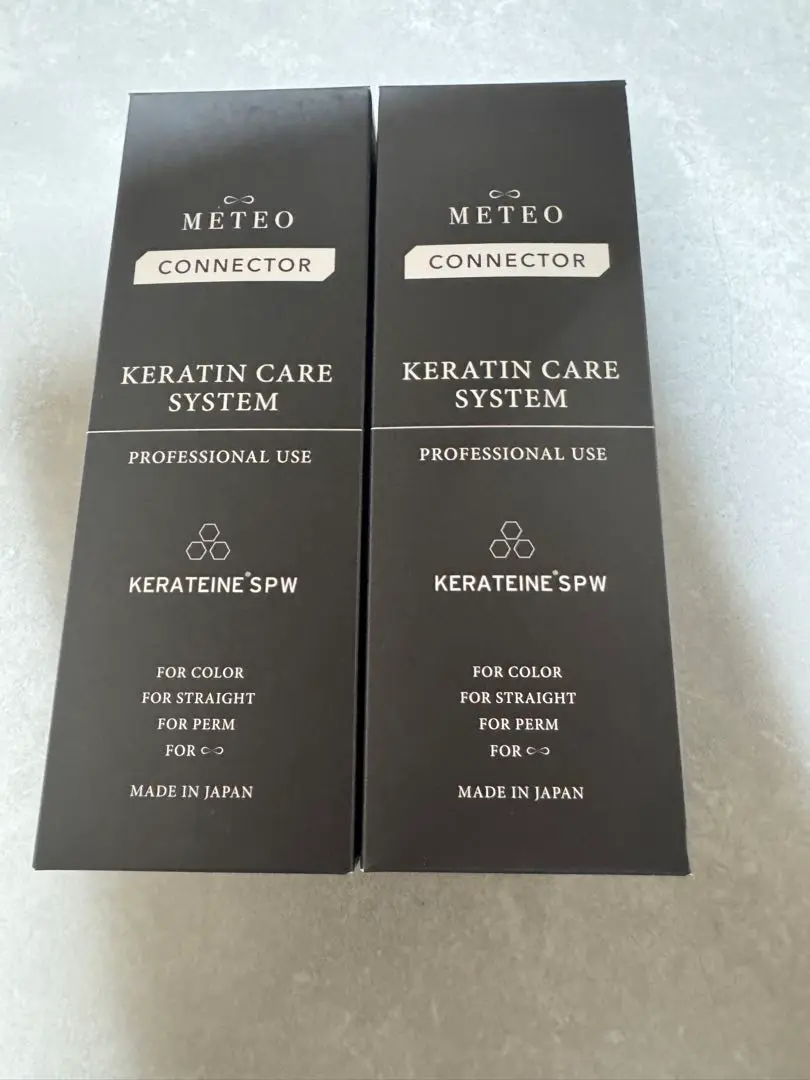 METEO
CONNECTOR
KERATIN CARE
SYSTEM
PROFESSIONAL USE
KERATEINE®SPW
FOR COLOR
FOR STRAIGHT
FOR PERM
FOR ∞
MADE IN JAPAN
METEO
CONNECTOR
KERATIN CARE
SYSTEM
PROFESSIONAL USE
KERATEINE®SPW
FOR COLOR
FOR STRAIGHT
FOR PERM
FOR ∞
MADE IN JAPAN